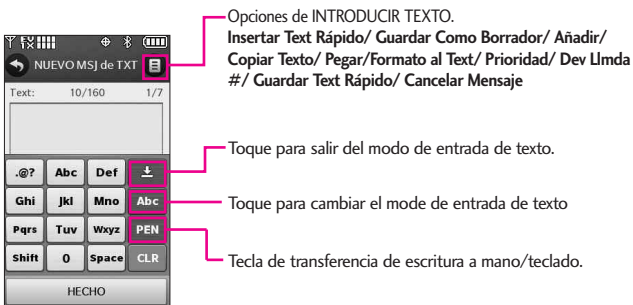 Opciones de INTRODUCIR TEXTO.
Insertar Text Rápido/ Guardar Como Borrador/ Añadir/
Copiar Texto/ Pegar/Formato al Text/ Prioridad/ Dev Llmda
#/ Guardar Text Rápido/ Cancelar Mensaje
NUEVO MSJ de TXT
Text: 10/160 1/7
Toque para salir del modo de entrada de texto.
.@? Abc Def
Toque para cambiar el mode de entrada de texto
Ghi Jkl Mno Abc
Pqrs Tuv Wxyz PEN
Tecla de transferencia de escritura a mano/teclado.
Shift 0 Space CLR
HECHO